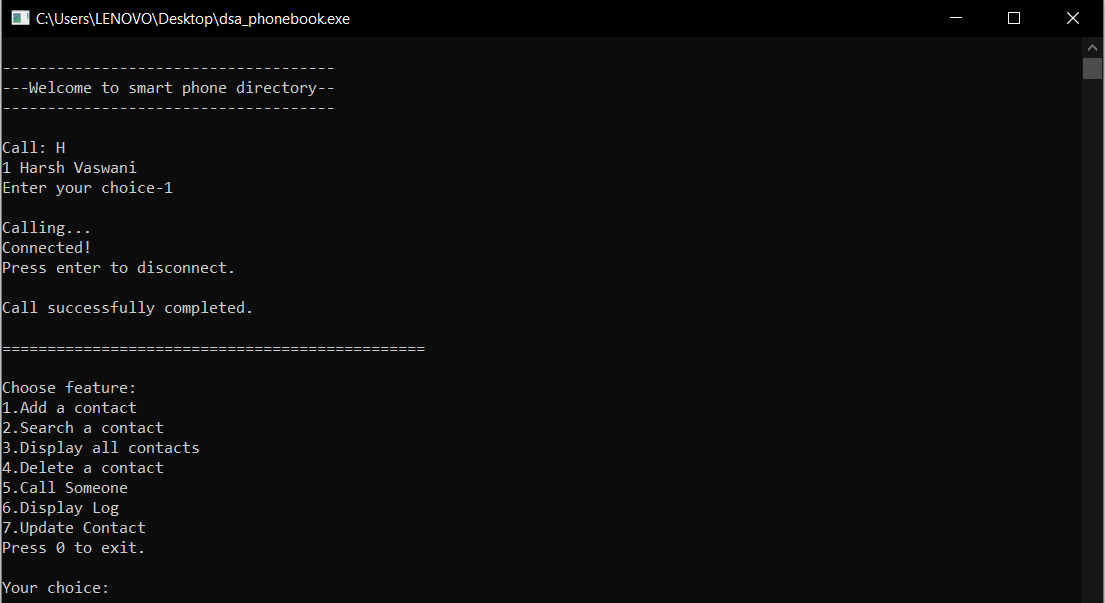 C:\Users\LENOVO\Desktop\dsa_phonebook.exe
-------------------------------------
---Welcome to smart phone directory--
-------------------------------------
Call: H
1 Harsh Vaswani
Enter your choice-1
Calling...
Connected!
Press enter to disconnect.
Call successfully completed.
===============================================
Choose feature:
1.Add a contact
2.Search a contact
3.Display all contacts
4.Delete a contact
5.Call Someone
6.Display Log
7.Update Contact
Press 0 to exit.
Your choice: